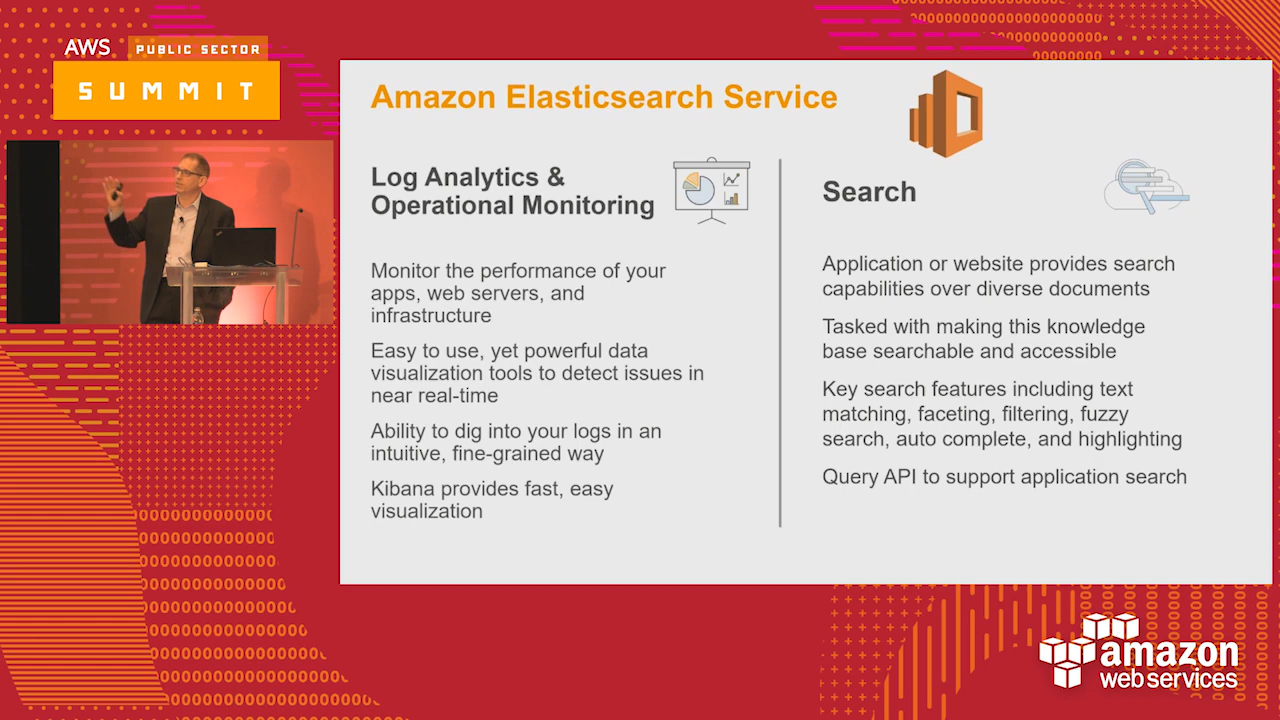 AWS PUBLIC SECTOR
SUMMIT
Amazon Elasticsearch Service
Log Analytics &
Operational Monitoring
Monitor the performance of your
apps, web servers, and
infrastructure
Easy to use, yet powerful data
visualization tools to detect issues in
near real-time
Ability to dig into your logs in an
intuitive, fine-grained way
Kibana provides fast, easy
visualization
Search
Application or website provides search
capabilities over diverse documents
Tasked with making this knowledge
base searchable and accessible
Key search features including text
matching, faceting, filtering, fuzzy
search, auto complete, and highlighting
Query API to support application search
amazon
web services